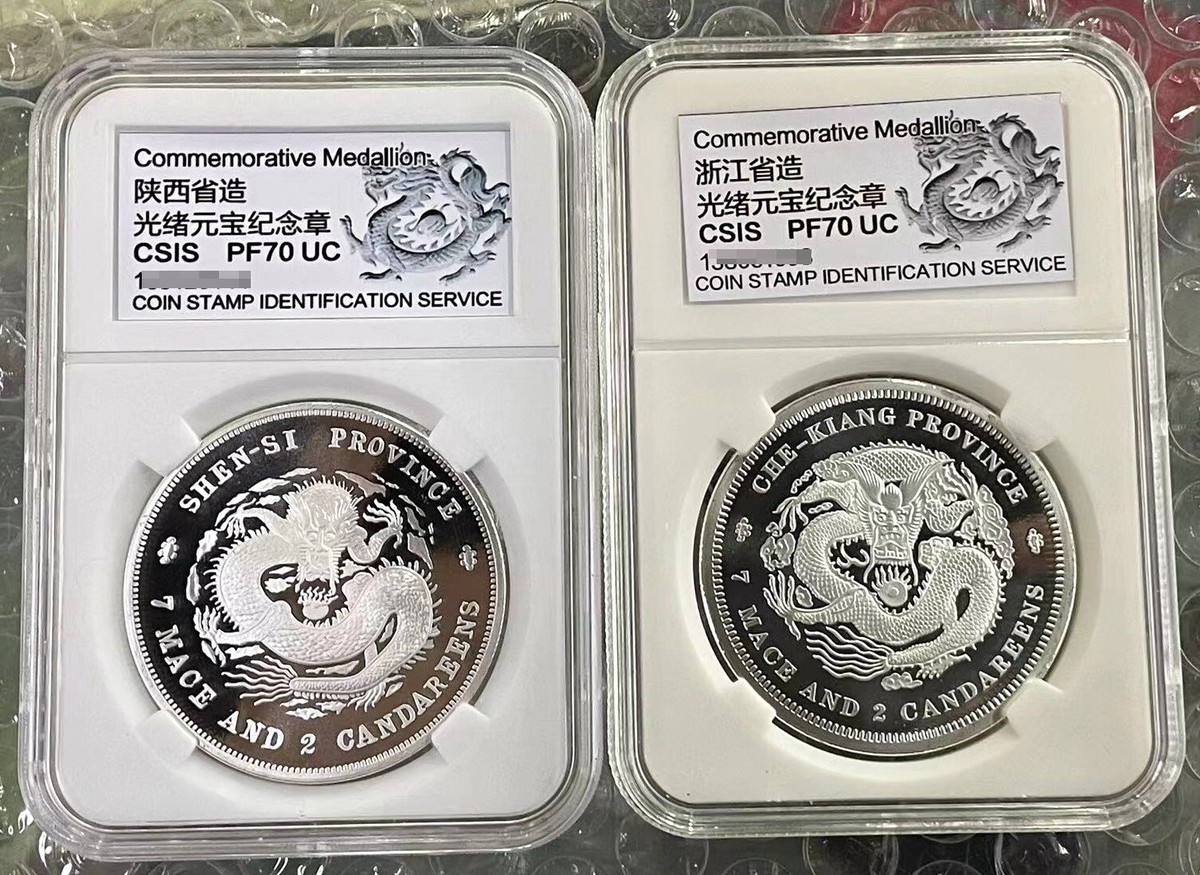 Commemorative Medallion
陕西省造
光绪元宝纪念章
CSIS PF70 UC
COIN STAMP IDENTIFICATION SERVICE
SHEN-SI PROVINCE
7 MACE AND 2 CANDAREENS
Commemorative Medallion
浙江省造
光绪元宝纪念章
CSIS PF70 UC
COIN STAMP IDENTIFICATION SERVICE
CHE-KIANG PROVINCE
7 MACE AND 2 CANDAREENS